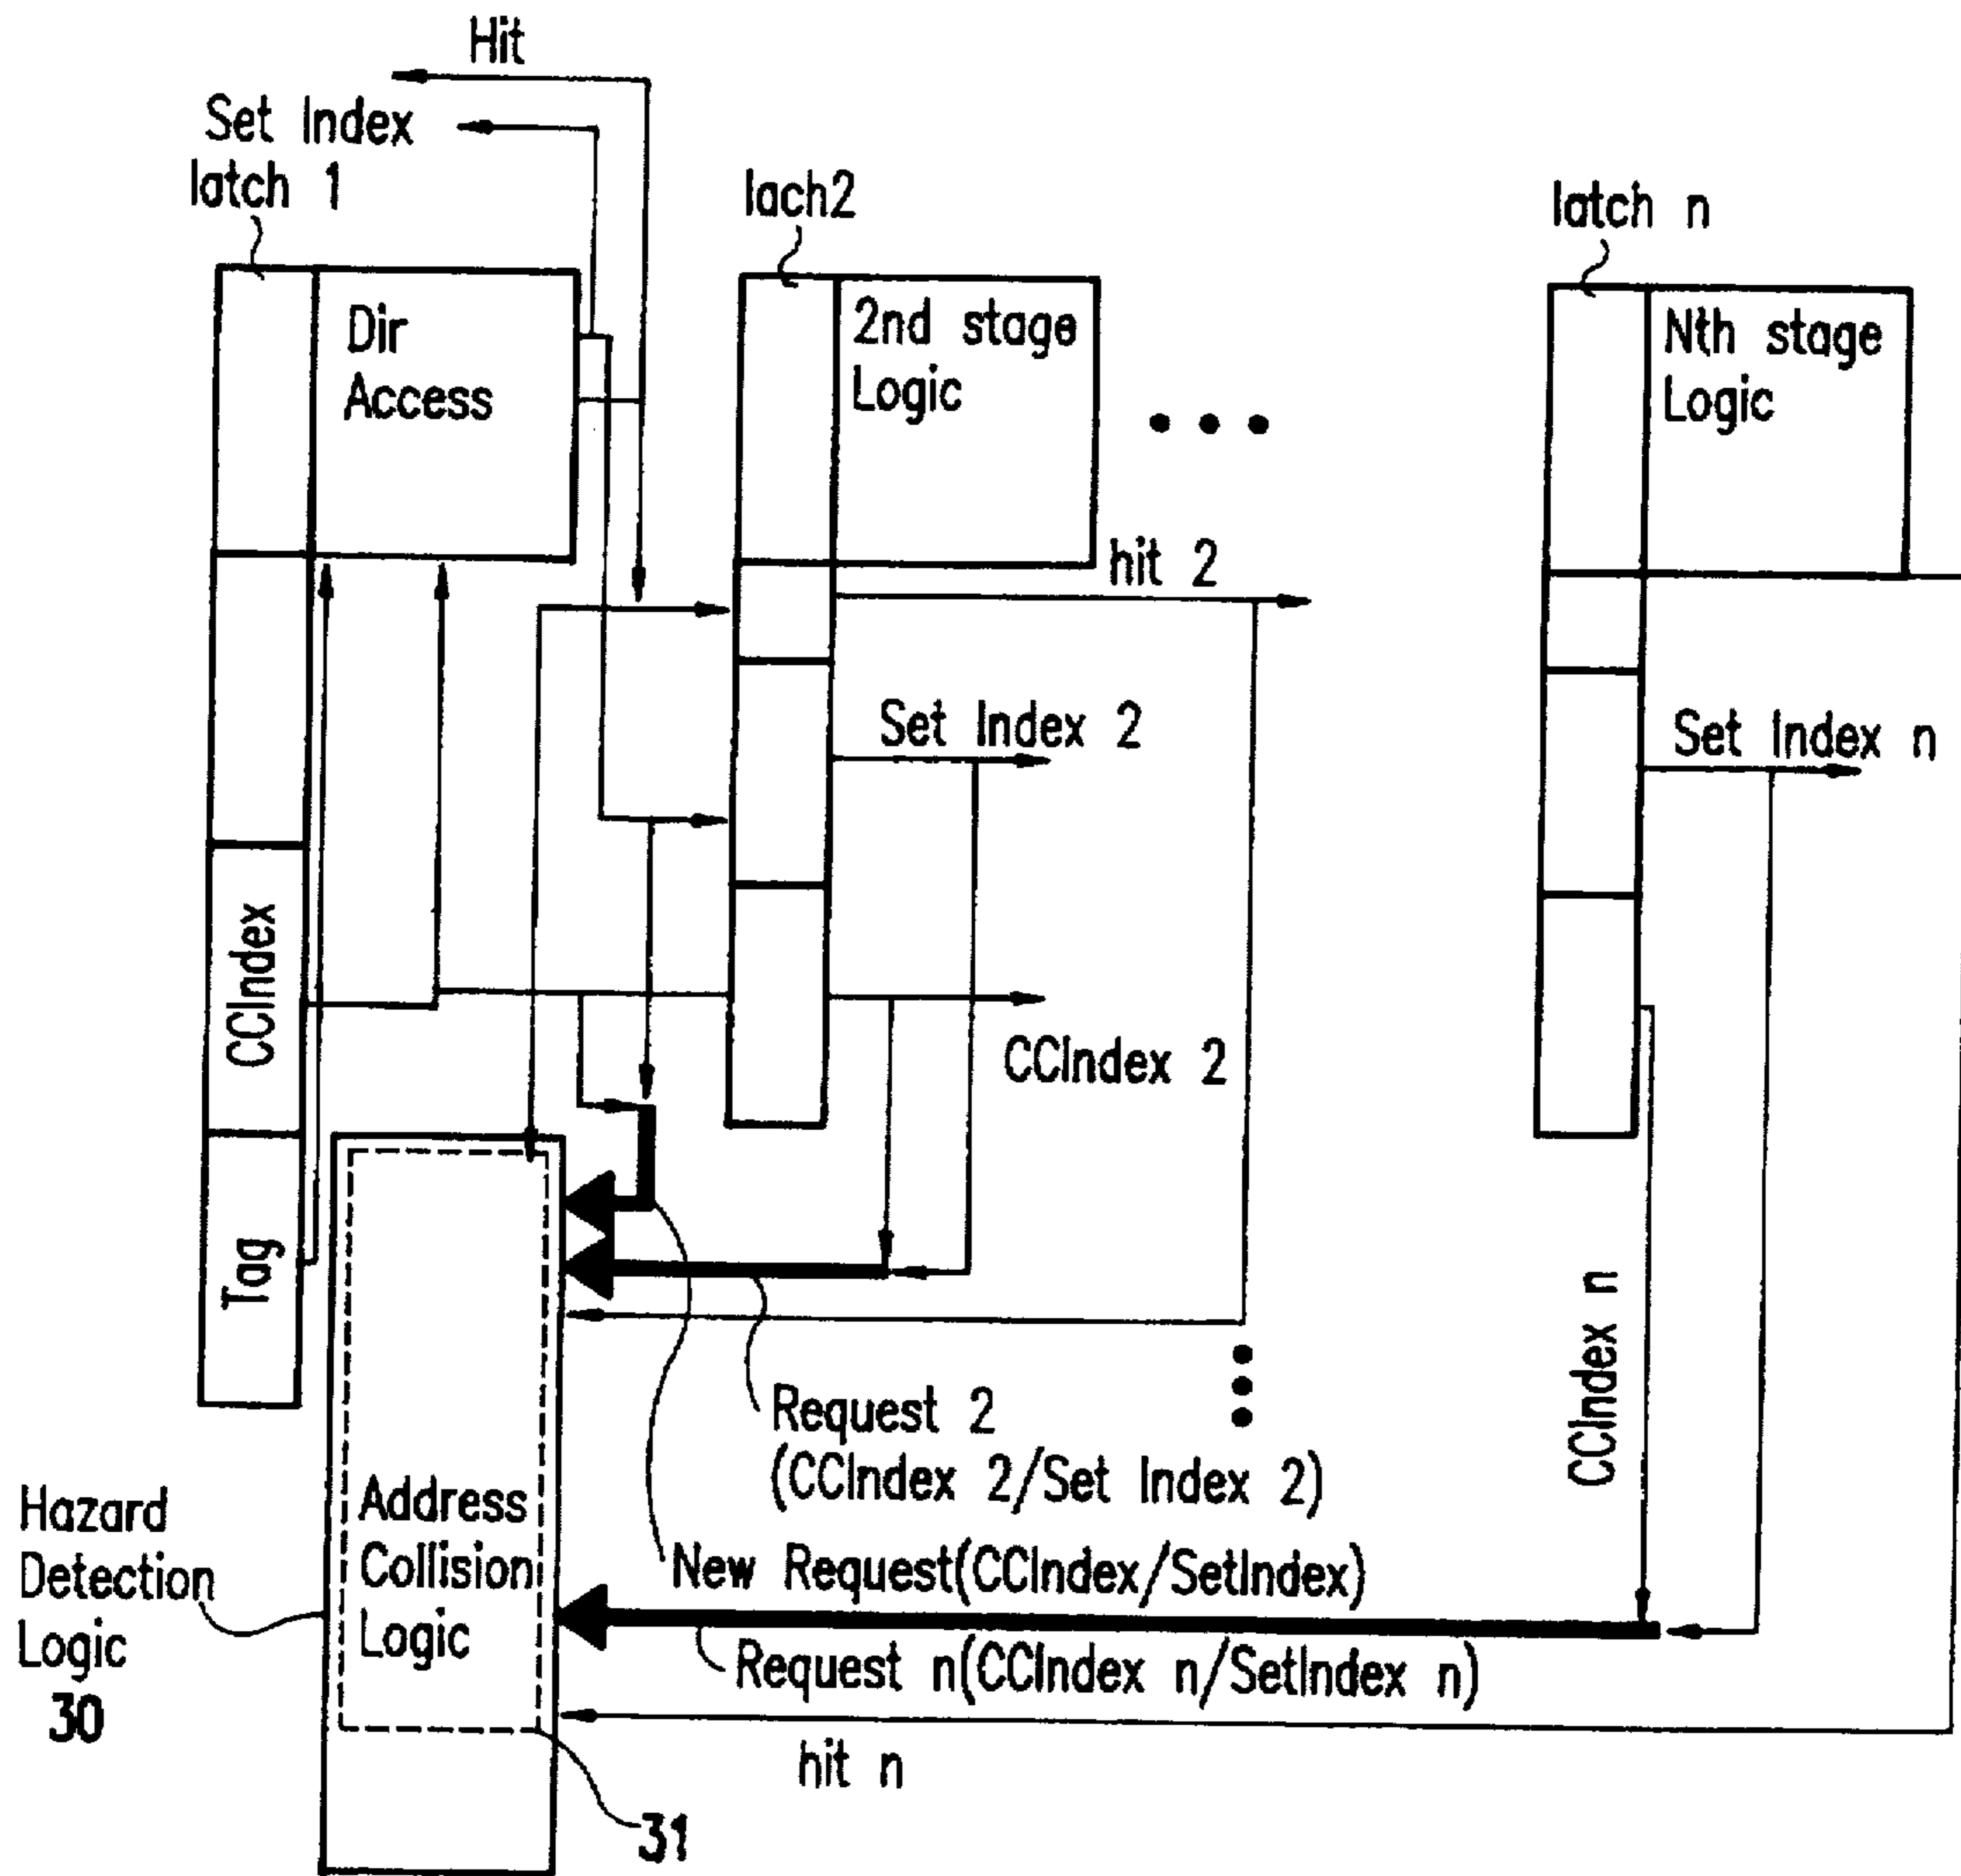 Hit
Set Index
latch 1
lach2
latch n
Dir
Access
2nd stage
Logic
Nth stage
Logic
hit 2
Set Index 2
Set Index n
CCIndex
CCIndex 2
Tag
CCIndex n
Request 2
(CCIndex 2/Set Index 2)
Hazard
Detection
Logic
30
Address
Collision
Logic
New Request(CCIndex/SetIndex)
Request n(CCIndex n/SetIndex n)
hit n
31